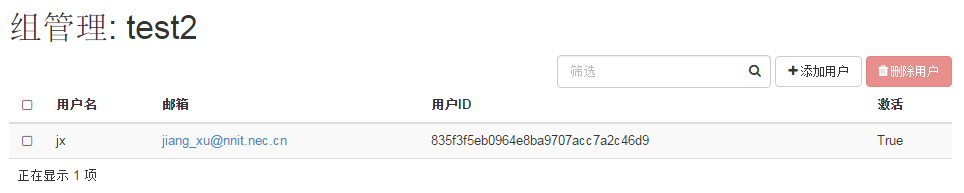 组管理: test2
筛选 添加用户 删除用户
用户名 邮箱 用户ID 激活
jx jiang_xu@nnit.nec.cn 835f3f5eb0964e8ba9707acc7a2c46d9 True
正在显示 1 项